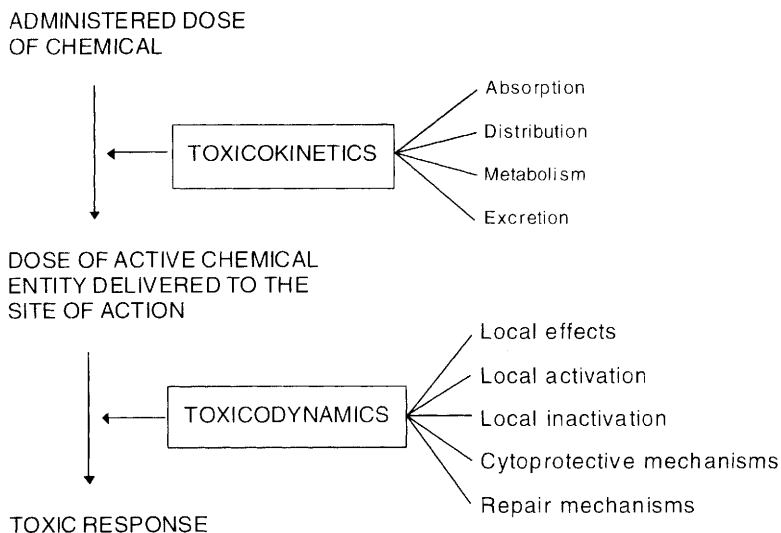 ADMINISTERED DOSE
OF CHEMICAL
TOXICOKINETICS
Absorption
Distribution
Metabolism
Excretion
DOSE OF ACTIVE CHEMICAL
ENTITY DELIVERED TO THE
SITE OF ACTION
TOXICODYNAMICS
Local effects
Local activation
Local inactivation
Cytoprotective mechanisms
Repair mechanisms
TOXIC RESPONSE